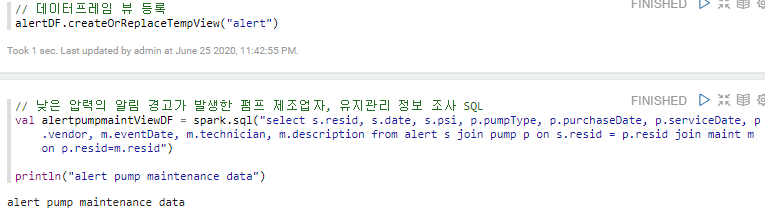 // 데이터프레임 뷰 등록
FINISHED
alertDF.createOrReplaceTempView("alert")
Took 1 sec. Last updated by admin at June 25 2020, 11:42:55 PM.
// 낮은 압력의 알림 경고가 발생한 펌프 제조업자, 유지관리 정보 조사 SQL
FINISHED
val alertpumpmaintViewDF = spark.sql("select s.resid, s.date, s.psi, p.pumpType, p.purchaseDate, p.serviceDate, p
.vendor, m.eventDate, m.technician, m.description from alert s join pump p on s.resid = p.resid join maint m
on p.resid=m.resid")
println("alert pump maintenance data")
alert pump maintenance data